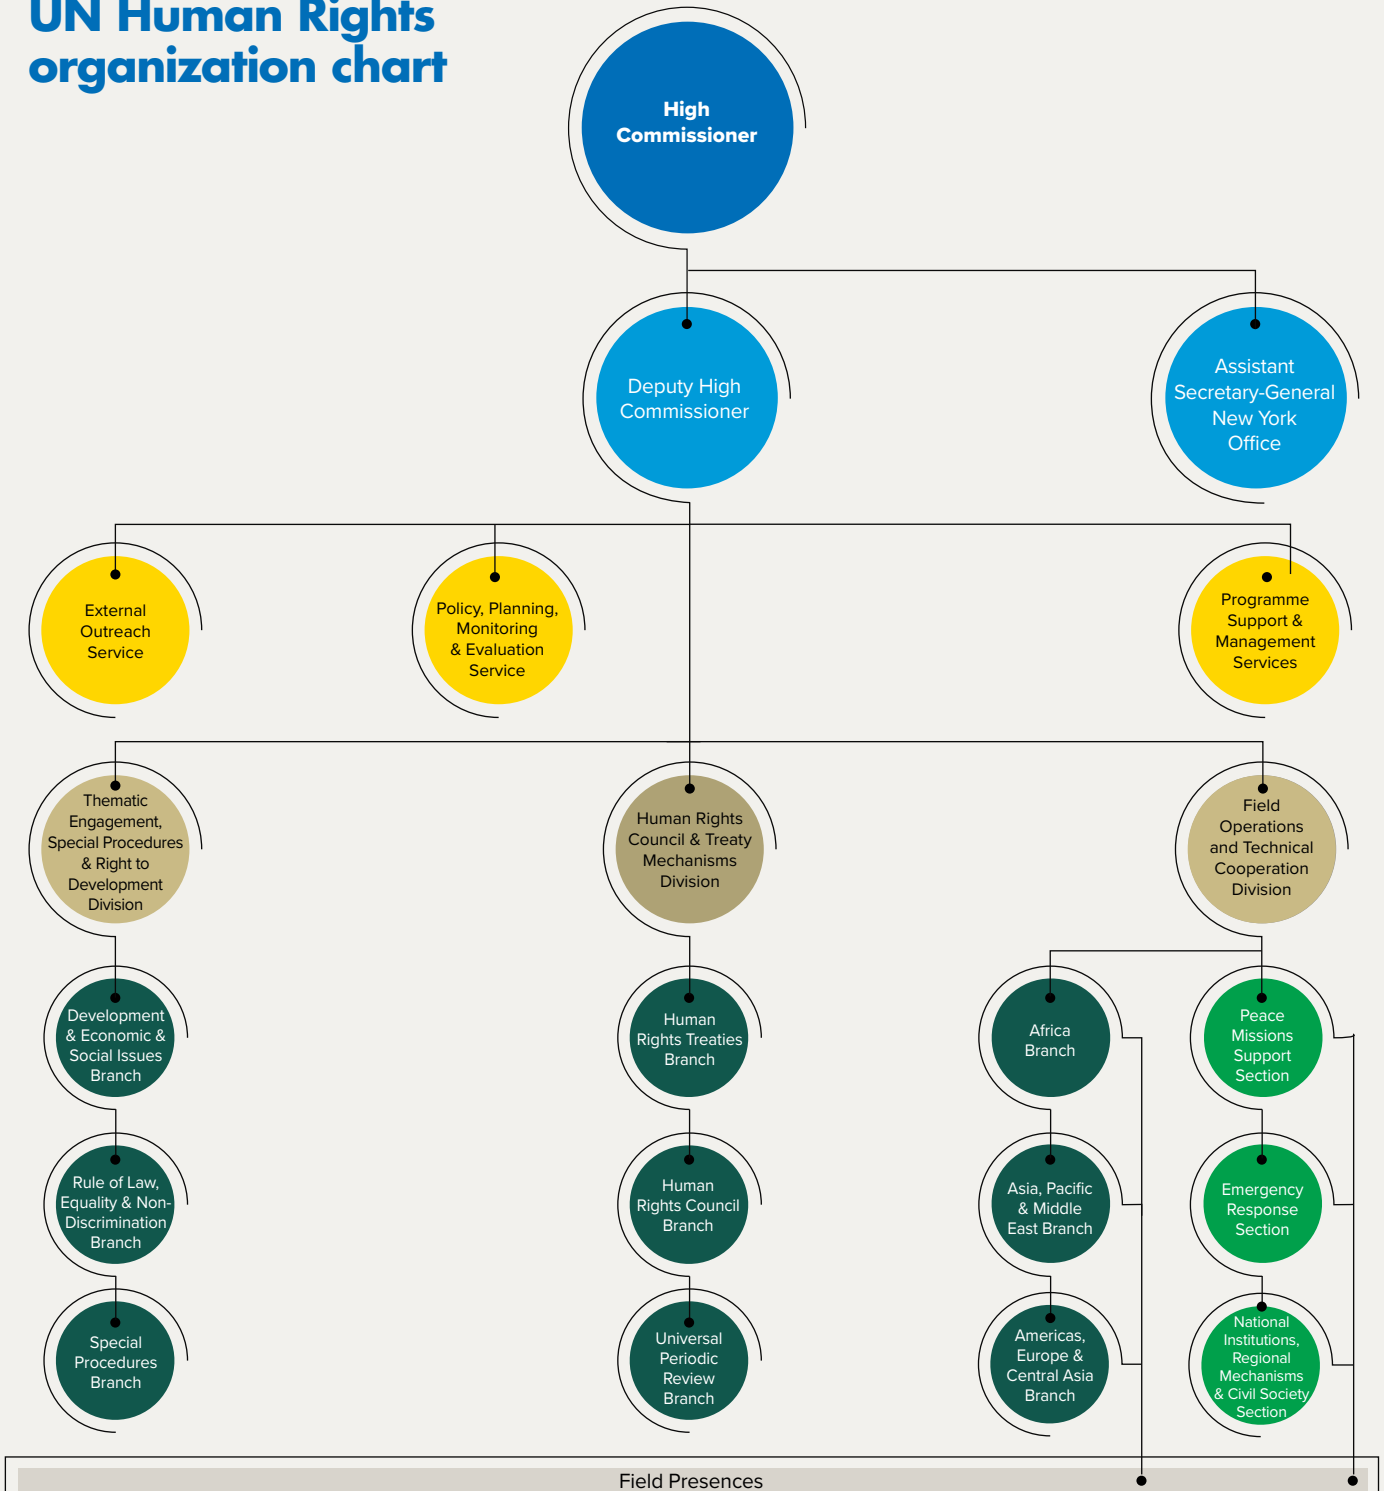 UN Human Rights
organization chart
High
Commissioner
Deputy High
Commissioner
Assistant
Secretary-General
New York
Office
External
Outreach
Service
Policy, Planning,
Monitoring
& Evaluation
Service
Programme
Support &
Management
Services
Thematic
Engagement,
Special Procedures
& Right to
Development
Division
Human Rights
Council & Treaty
Mechanisms
Division
Field
Operations
and Technical
Cooperation
Division
Development
& Economic &
Social Issues
Branch
Human
Rights Treaties
Branch
Africa
Branch
Peace
Missions
Support
Section
Rule of Law,
Equality & Non-
Discrimination
Branch
Human
Rights Council
Branch
Asia, Pacific
& Middle
East Branch
Emergency
Response
Section
Special
Procedures
Branch
Universal
Periodic
Review
Branch
Americas,
Europe &
Central Asia
Branch
National
Institutions,
Regional
Mechanisms
& Civil Society
Section
Field Presences